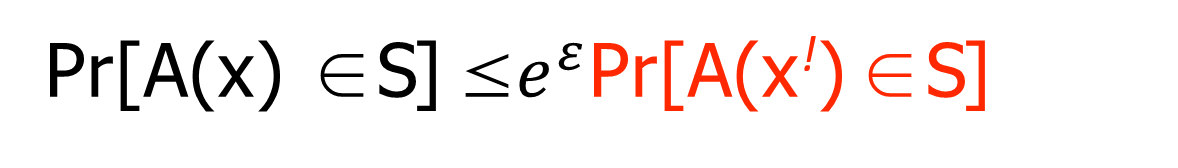 Pr[A(x) ∈S] ≤e^ε Pr[A(x^!) ∈S]